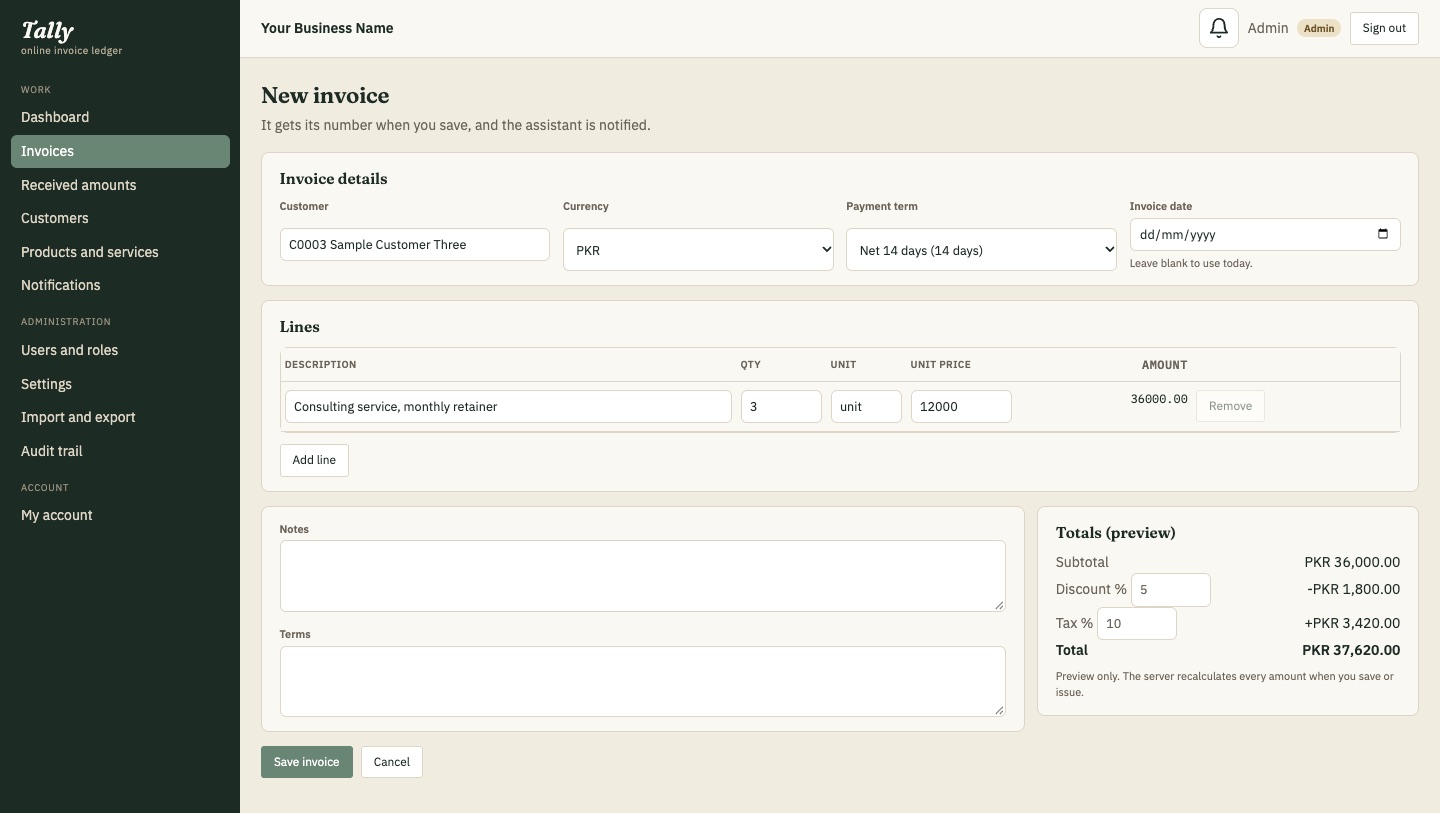 Tally
online invoice ledger
WORK
Dashboard
Invoices
Received amounts
Customers
Products and services
Notifications
ADMINISTRATION
Users and roles
Settings
Import and export
Audit trail
ACCOUNT
My account
Your Business Name
Admin
Admin
Sign out
New invoice
It gets its number when you save, and the assistant is notified.
Invoice details
Customer
Currency
Payment term
Invoice date
C0003 Sample Customer Three
PKR
Net 14 days (14 days)
dd/mm/yyyy
Leave blank to use today.
Lines
DESCRIPTION
QTY
UNIT
UNIT PRICE
AMOUNT
Consulting service, monthly retainer
3
unit
12000
36000.00
Remove
Add line
Notes
Terms
Totals (preview)
Subtotal PKR 36,000.00
Discount % 5 -PKR 1,800.00
Tax % 10 +PKR 3,420.00
Total PKR 37,620.00
Preview only. The server recalculates every amount when you save or
issue.
Save invoice
Cancel